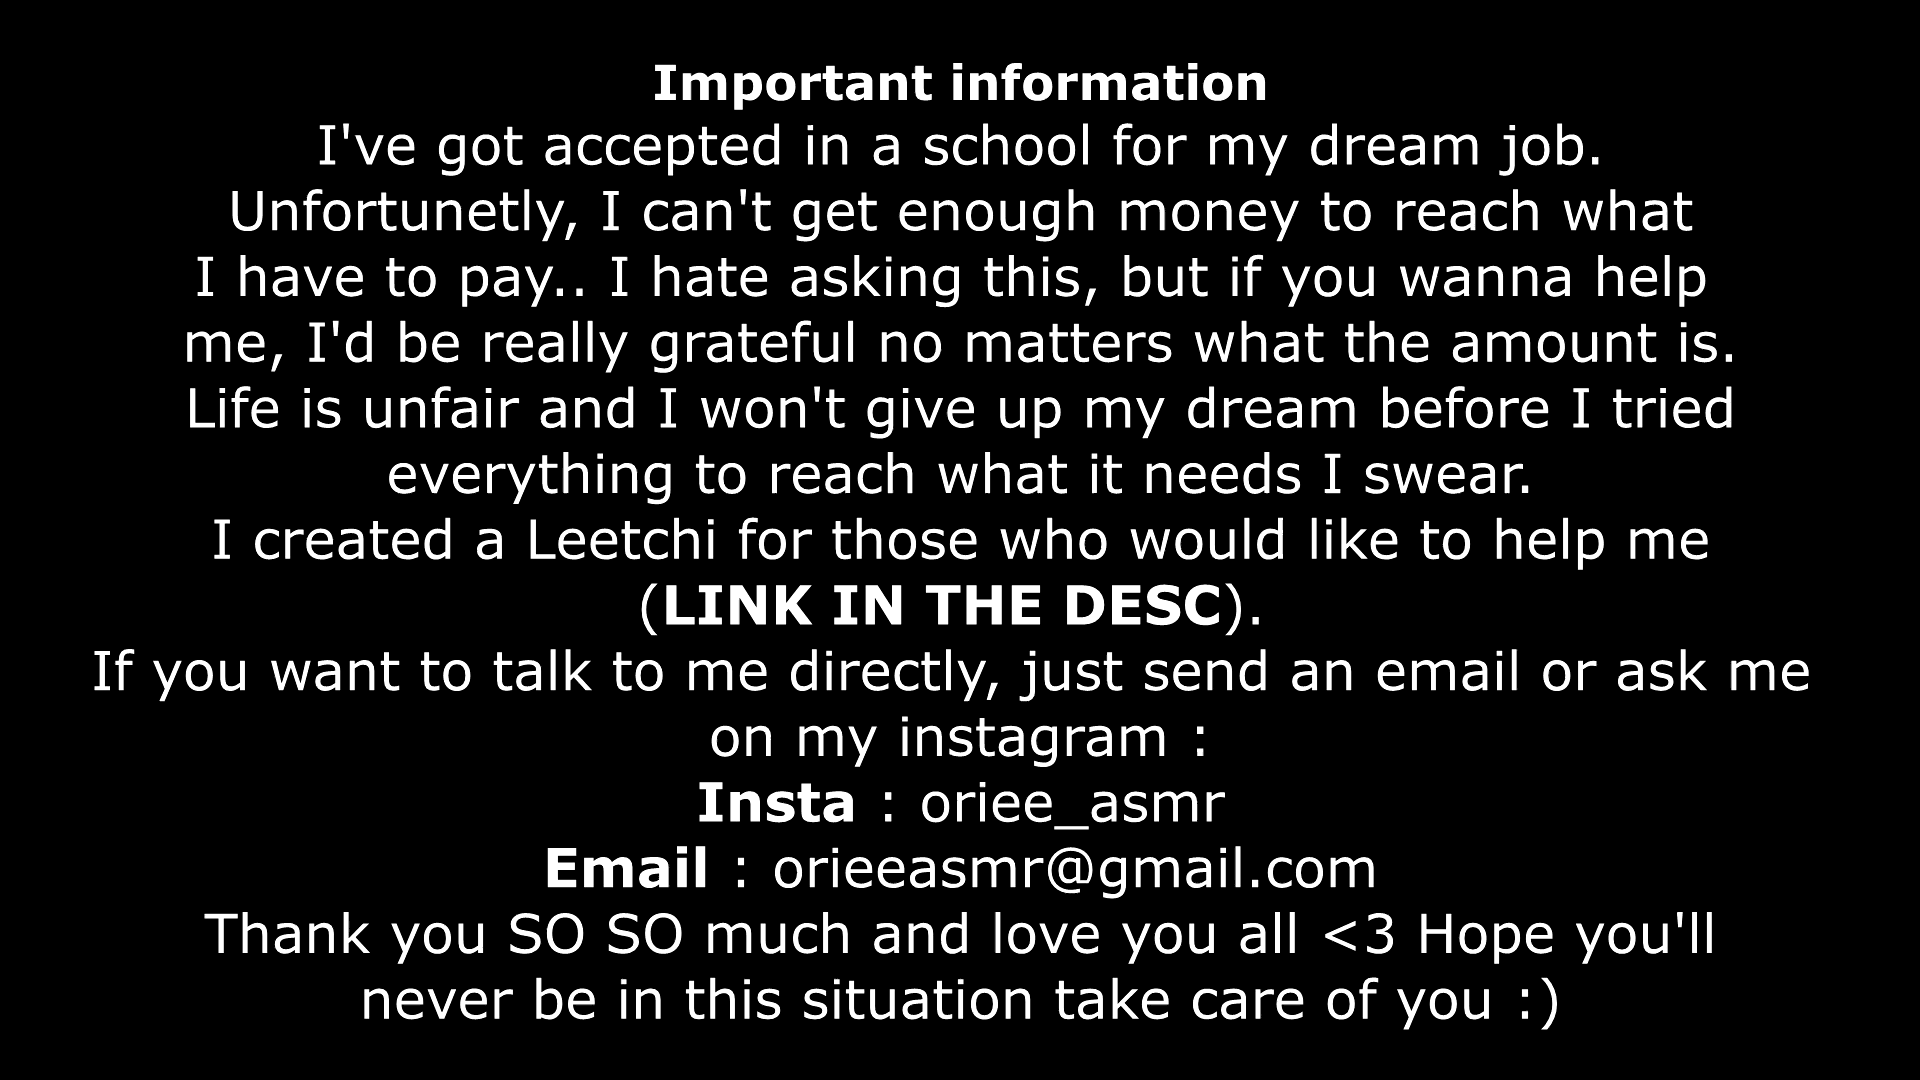 Important information
I've got accepted in a school for my dream job.
Unfortunetly, I can't get enough money to reach what
I have to pay.. I hate asking this, but if you wanna help
me, I'd be really grateful no matters what the amount is.
Life is unfair and I won't give up my dream before I tried
everything to reach what it needs I swear.
I created a Leetchi for those who would like to help me
(LINK IN THE DESC).
If you want to talk to me directly, just send an email or ask me
on my instagram :
Insta : oriee_asmr
Email : orieeasmr@gmail.com
Thank you SO SO much and love you all <3 Hope you'll
never be in this situation take care of you :)